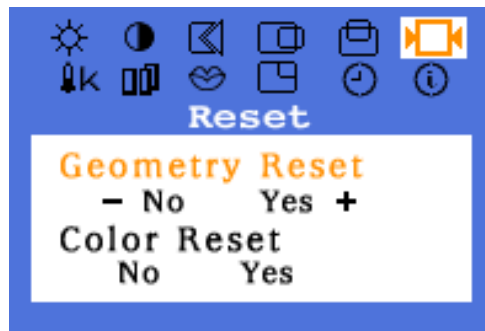 K
Reset
Geometry Reset
- No Yes +
Color Reset
No Yes